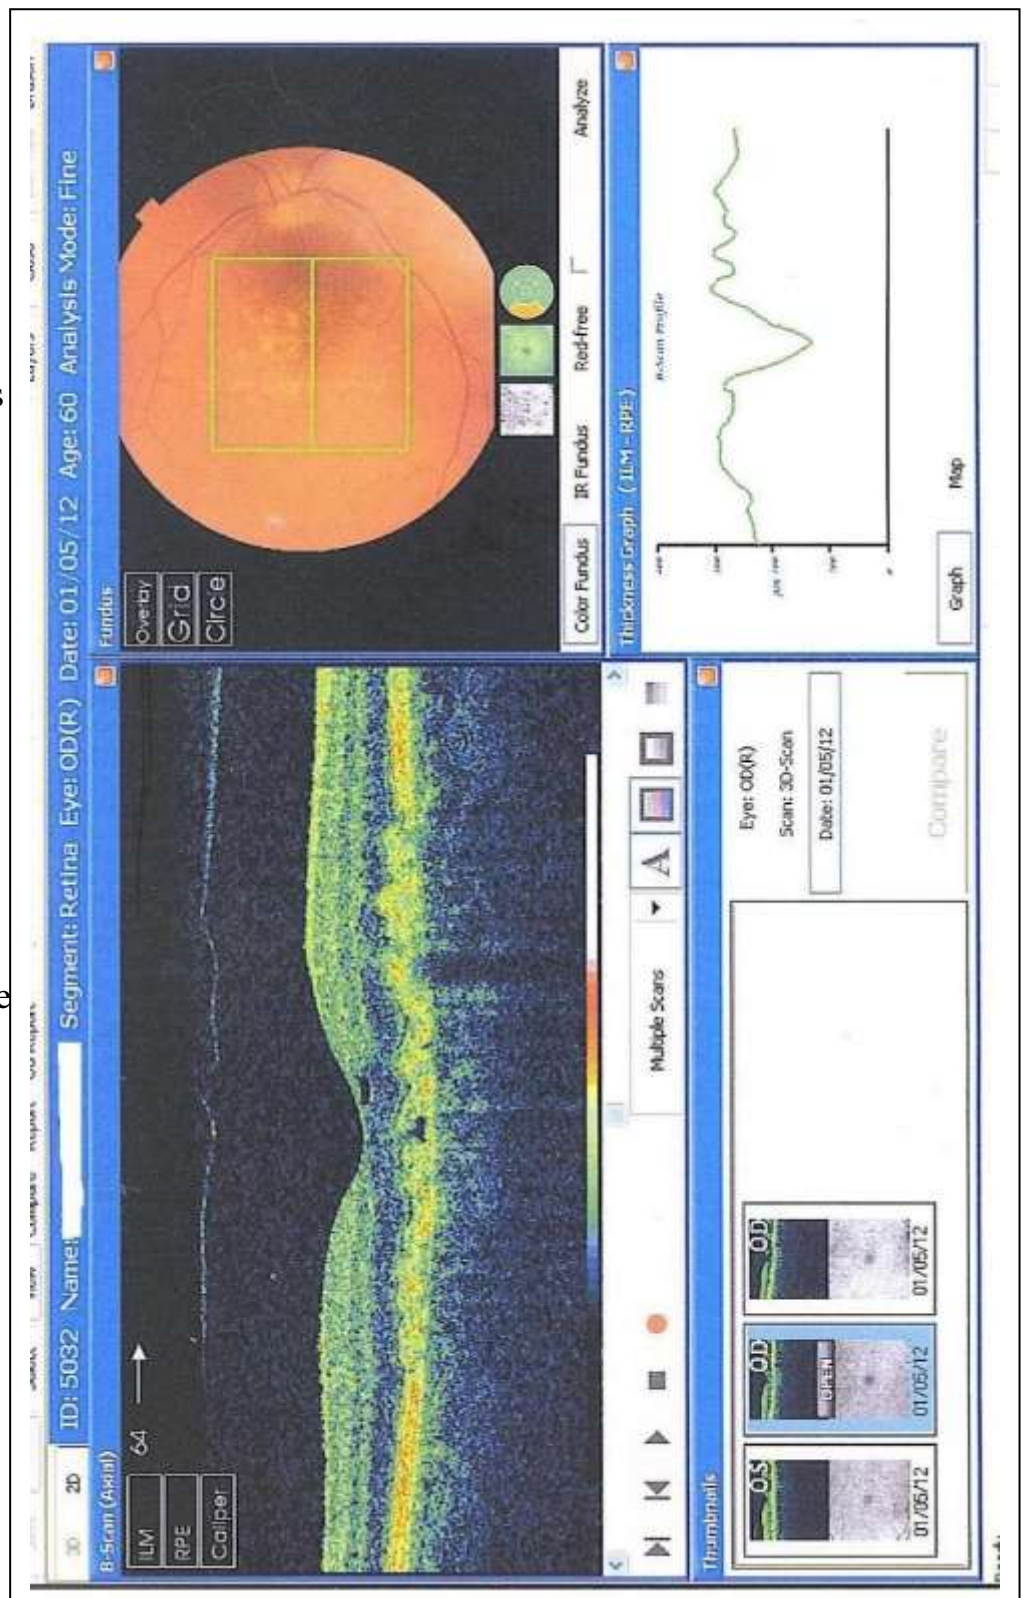 2D ID: 5032 Name: Segment: Retina Eye: OD(R) Date: 01/05/12 Age: 60 Analysis Mode: Fine
B-Scan (Axial)
64
ILM
RPE
Caliper
Multiple Scans
A
Fundus
Overlay
Grid
Circle
Color Fundus
IR Fundus
Red-free
Analyze
Thumbnails
OS
01/05/12
OD
OPEN
01/05/12
OD
01/05/12
Eye: OD(R)
Scan: 3D-Scan
Date: 01/05/12
Compare
Thickness Graph ( ILM - RPE )
B-Scan Profile
Graph
Map